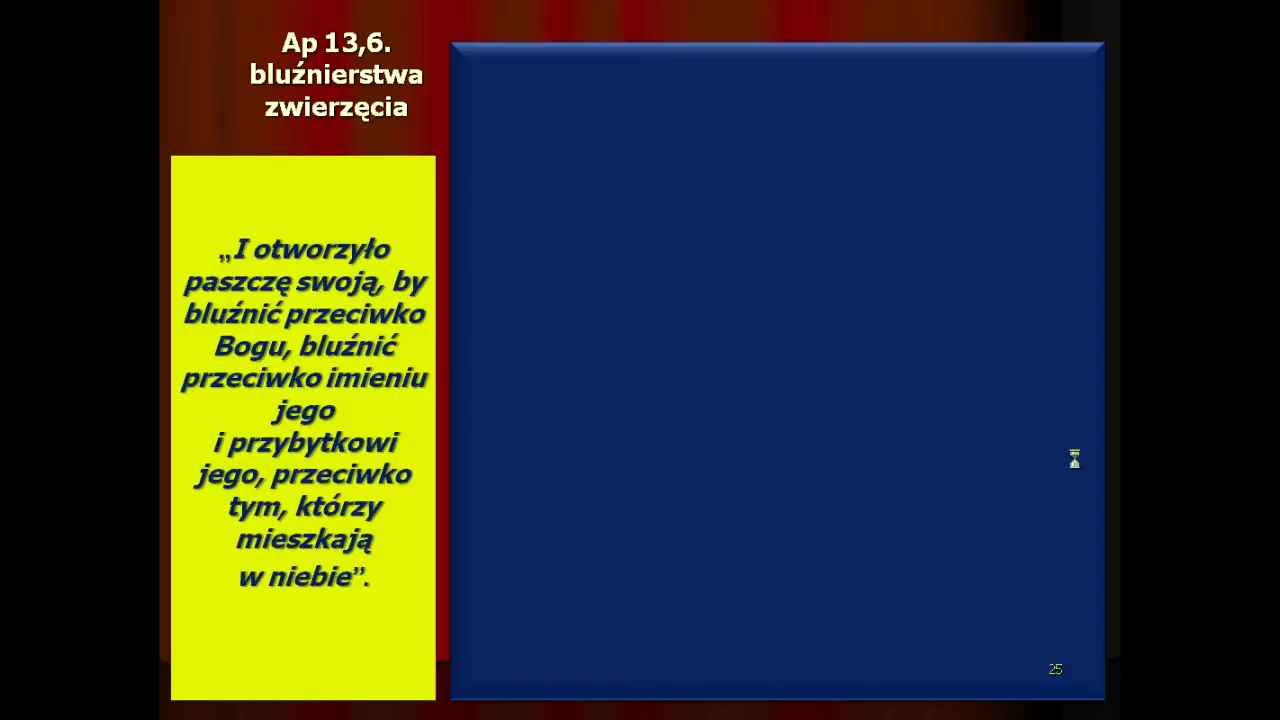 Ap 13,6.
bluźnierstwa
zwierzęcia
„I otworzyło
paszczę swoją, by
bluźnić przeciwko
Bogu, bluźnić
przeciwko imieniu
jego
i przybytkowi
jego, przeciwko
tym, którzy
mieszkają
w niebie”.
25